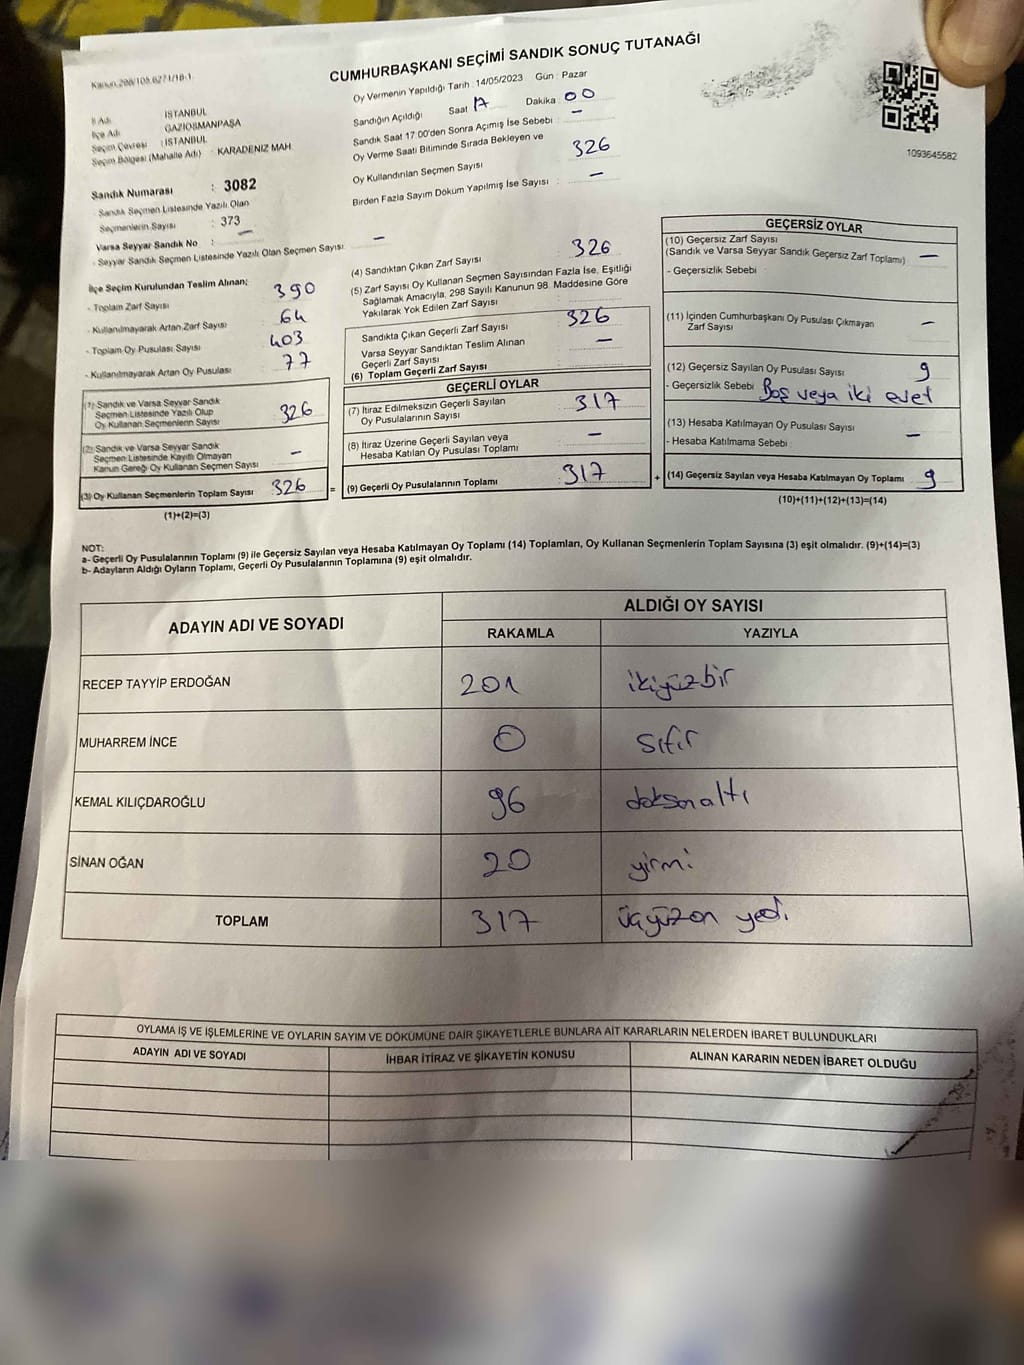 Kanun:298/105,6271/18-1
CUMHURBAŞKANI SEÇİMİ SANDIK SONUÇ TUTANAĞI
1093645582
İl Adı : İSTANBUL
İlçe Adı : GAZİOSMANPAŞA
Seçim Çevresi : İSTANBUL
Seçim Bölgesi (Mahalle Adı) : KARADENİZ MAH.
Sandık Numarası : 3082
- Sandık Seçmen Listesinde Yazılı Olan
Seçmenlerin Sayısı : 373
Varsa Seyyar Sandık No : —
- Seyyar Sandık Seçmen Listesinde Yazılı Olan Seçmen Sayısı: —
Oy Vermenin Yapıldığı Tarih : 14/05/2023 Gün : Pazar
Sandığın Açıldığı Saat 17 Dakika : 00
Sandık Saat 17:00'den Sonra Açımış İse Sebebi : —
Oy Verme Saati Bitiminde Sırada Bekleyen ve
Oy Kullandırılan Seçmen Sayısı 326
Birden Fazla Sayım Döküm Yapılmış İse Sayısı : —
İlçe Seçim Kurulundan Teslim Alınan;
- Toplam Zarf Sayısı 390
- Kullanılmayarak Artan Zarf Sayısı 64
- Toplam Oy Pusulası Sayısı 403
- Kullanılmayarak Artan Oy Pusulası 77
(1) Sandık ve Varsa Seyyar Sandık
Seçmen Listesinde Yazılı Olup
Oy Kullanan Seçmenlerin Sayısı 326
(2) Sandık ve Varsa Seyyar Sandık
Seçmen Listesinde Kayıtlı Olmayan
Kanun Gereği Oy Kullanan Seçmen Sayısı —
(3) Oy Kullanan Seçmenlerin Toplam Sayısı 326 =
(1)+(2)=(3)
(4) Sandıktan Çıkan Zarf Sayısı 326
(5) Zarf Sayısı Oy Kullanan Seçmen Sayısından Fazla İse, Eşitliği
Sağlamak Amacıyla, 298 Sayılı Kanunun 98. Maddesine Göre
Yakılarak Yok Edilen Zarf Sayısı :
Sandıkta Çıkan Geçerli Zarf Sayısı 326
Varsa Seyyar Sandıktan Teslim Alınan
Geçerli Zarf Sayısı —
(6) Toplam Geçerli Zarf Sayısı
GEÇERLİ OYLAR
(7) İtiraz Edilmeksizin Geçerli Sayılan
Oy Pusulalarının Sayısı 317
(8) İtiraz Üzerine Geçerli Sayılan veya
Hesaba Katılan Oy Pusulası Toplamı —
(9) Geçerli Oy Pusulalarının Toplamı 317 +
GEÇERSİZ OYLAR
(10) Geçersiz Zarf Sayısı
(Sandık ve Varsa Seyyar Sandık Geçersiz Zarf Toplamı) —
- Geçersizlik Sebebi :
(11) İçinden Cumhurbaşkanı Oy Pusulası Çıkmayan
Zarf Sayısı —
(12) Geçersiz Sayılan Oy Pusulası Sayısı 9
- Geçersizlik Sebebi Boş veya iki evet
(13) Hesaba Katılmayan Oy Pusulası Sayısı —
- Hesaba Katılmama Sebebi :
(14) Geçersiz Sayılan veya Hesaba Katılmayan Oy Toplamı 9
(10)+(11)+(12)+(13)=(14)
NOT:
a- Geçerli Oy Pusulalarının Toplamı (9) ile Geçersiz Sayılan veya Hesaba Katılmayan Oy Toplamı (14) Toplamları, Oy Kullanan Seçmenlerin Toplam Sayısına (3) eşit olmalıdır. (9)+(14)=(3)
b- Adayların Aldığı Oyların Toplamı, Geçerli Oy Pusulalarının Toplamına (9) eşit olmalıdır.
ADAYIN ADI VE SOYADI ALDIĞI OY SAYISI
RAKAMLA YAZIYLA
RECEP TAYYİP ERDOĞAN 201 ikiyüzbir
MUHARREM İNCE 0 sıfır
KEMAL KILIÇDAROĞLU 96 doksanaltı
SİNAN OĞAN 20 yirmi
TOPLAM 317 üçyüzon yedi
OYLAMA İŞ VE İŞLEMLERİNE VE OYLARIN SAYIM VE DÖKÜMÜNE DAİR ŞİKAYETLERLE BUNLARA AİT KARARLARIN NELERDEN İBARET BULUNDUKLARI
ADAYIN ADI VE SOYADI İHBAR İTİRAZ VE ŞİKAYETİN KONUSU ALINAN KARARIN NEDEN İBARET OLDUĞU